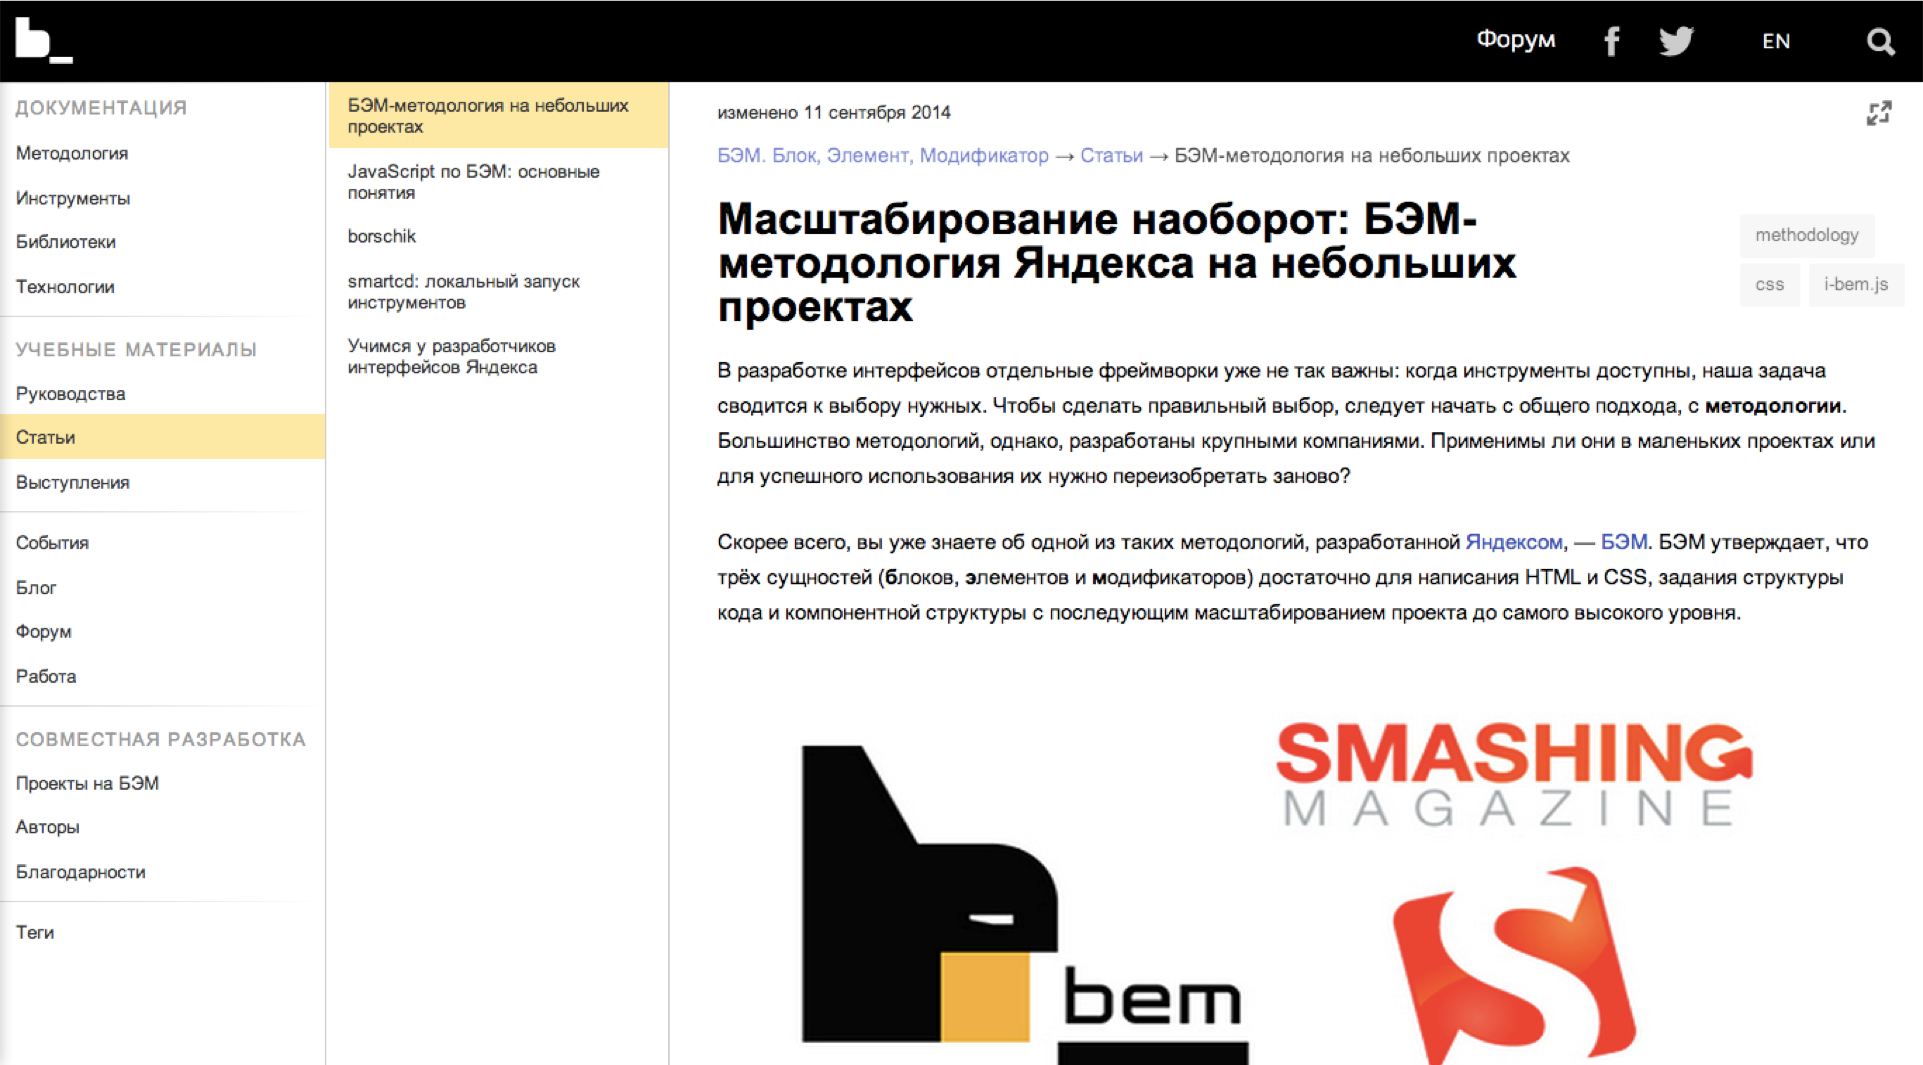 b_
Форум
EN
ДОКУМЕНТАЦИЯ
Методология
Инструменты
Библиотеки
Технологии
УЧЕБНЫЕ МАТЕРИАЛЫ
Руководства
Статьи
Выступления
События
Блог
Форум
Работа
СОВМЕСТНАЯ РАЗРАБОТКА
Проекты на БЭМ
Авторы
Благодарности
Теги
БЭМ-методология на небольших
проектах
JavaScript по БЭМ: основные
понятия
borschik
smartcd: локальный запуск
инструментов
Учимся у разработчиков
интерфейсов Яндекса
изменено 11 сентября 2014
БЭМ. Блок, Элемент, Модификатор → Статьи → БЭМ-методология на небольших проектах
Масштабирование наоборот: БЭМ-
методология Яндекса на небольших
проектах
methodology
css
i-bem.js
В разработке интерфейсов отдельные фреймворки уже не так важны: когда инструменты доступны, наша задача
сводится к выбору нужных. Чтобы сделать правильный выбор, следует начать с общего подхода, с методологии.
Большинство методологий, однако, разработаны крупными компаниями. Применимы ли они в маленьких проектах или
для успешного использования их нужно переизобретать заново?
Скорее всего, вы уже знаете об одной из таких методологий, разработанной Яндексом, — БЭМ. БЭМ утверждает, что
трёх сущностей (блоков, элементов и модификаторов) достаточно для написания HTML и CSS, задания структуры
кода и компонентной структуры с последующим масштабированием проекта до самого высокого уровня.
bem
SMASHING
MAGAZINE
S